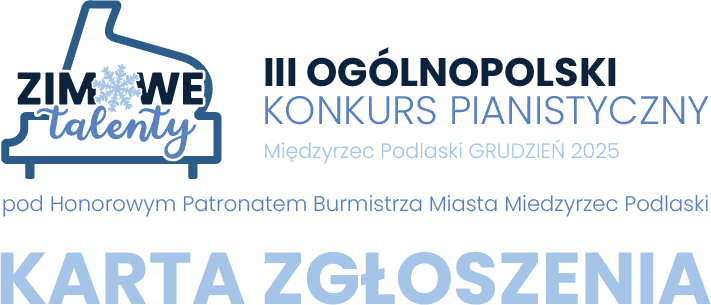 ZIMOWE
talenty
III OGÓLNOPOLSKI
KONKURS PIANISTYCZNY
Międzyrzec Podlaski GRUDZIEŃ 2025
pod Honorowym Patronatem Burmistrza Miasta Miedzyrzec Podlaski
KARTA ZGŁOSZENIA